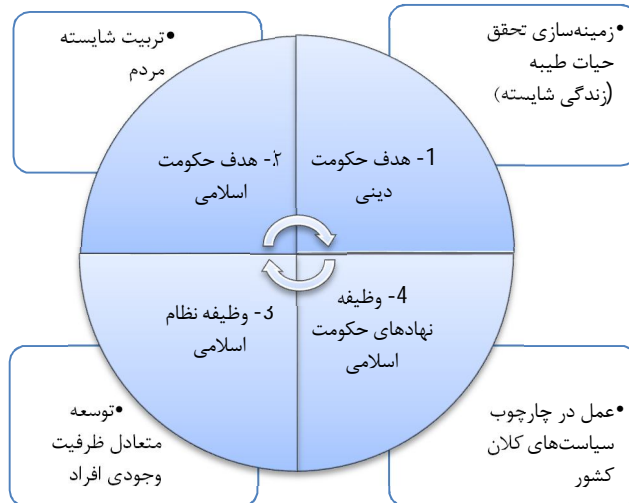 •زمینه‌سازی تحقق
حیات طیبه
(زندگی شایسته)
•تربیت شایسته
مردم
1- هدف حکومت
دینی
۲- هدف حکومت
اسلامی
3- وظیفه نظام
اسلامی
4- وظیفه
نهادهای حکومت
اسلامی
•توسعه
متعادل ظرفیت
وجودی افراد
•عمل در چارچوب
سیاست‌های کلان
کشور